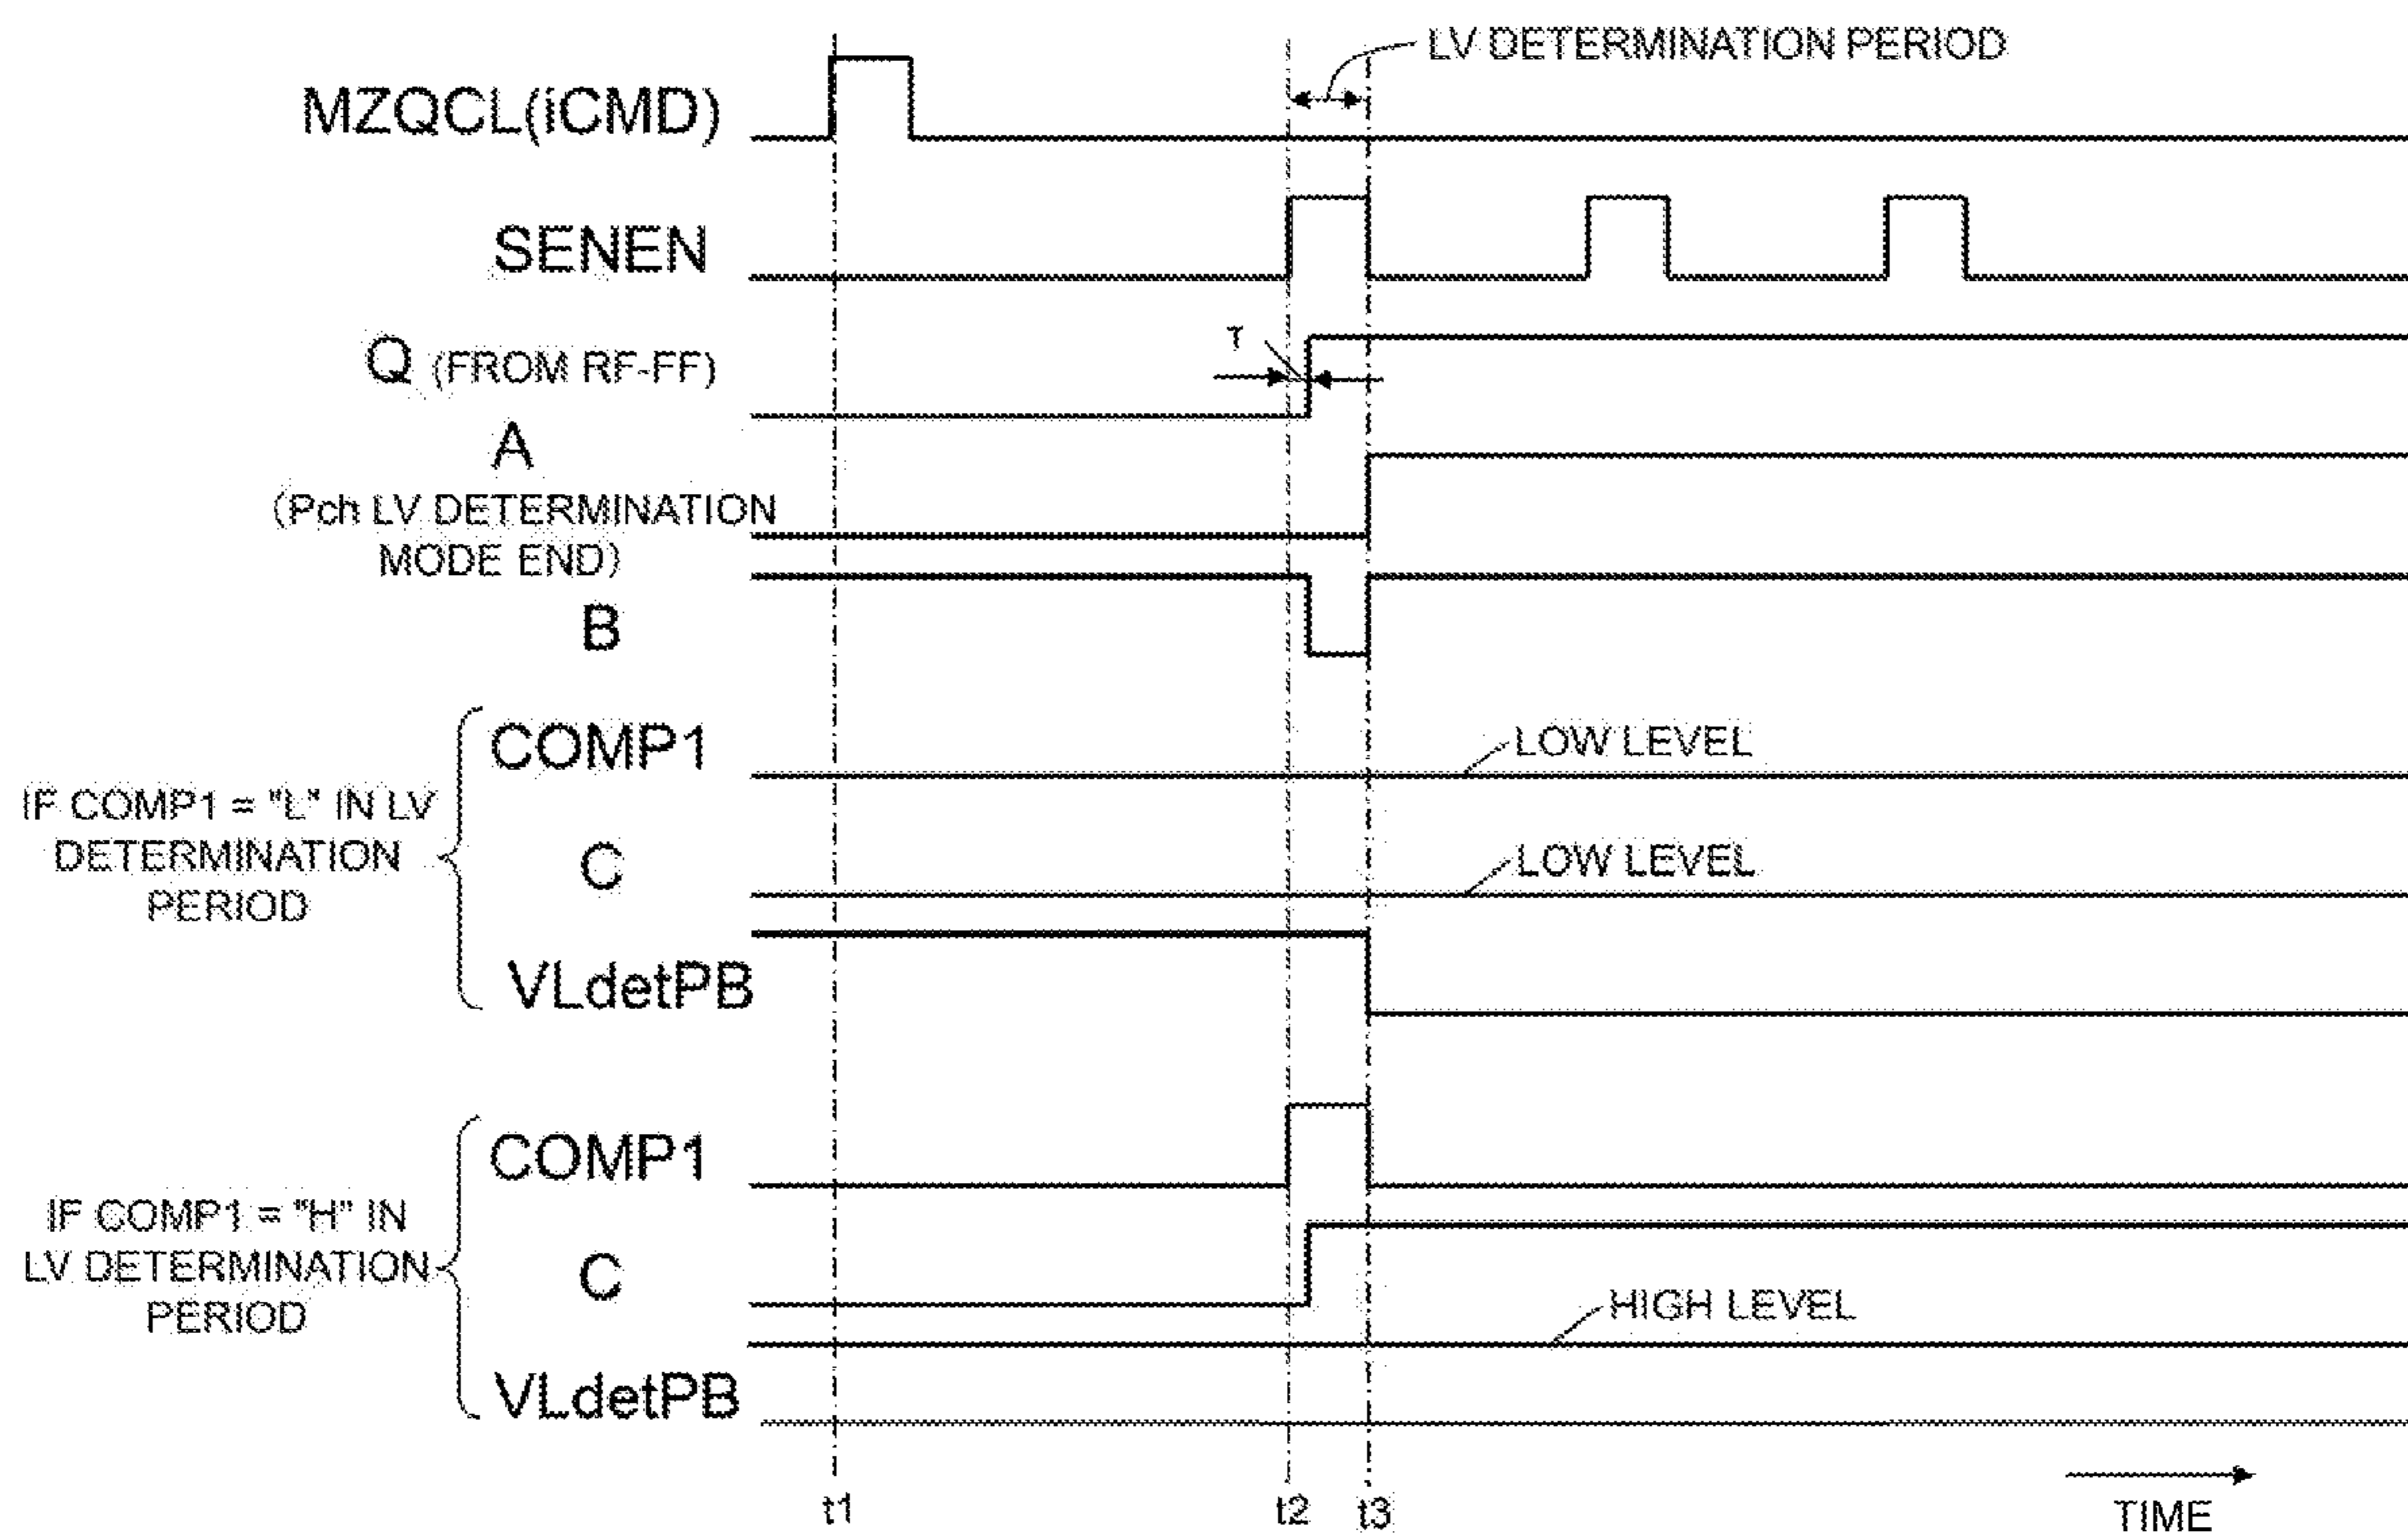 LV DETERMINATION PERIOD
MZQCL(iCMD)
SENEN
τ
Q (FROM RF-FF)
A
(Pch LV DETERMINATION
MODE END)
B
COMP1
LOW LEVEL
IF COMP1 = "L" IN LV
DETERMINATION
PERIOD
C
LOW LEVEL
VLdetPB
COMP1
IF COMP1 = "H" IN
LV DETERMINATION
PERIOD
C
HIGH LEVEL
VLdetPB
t1
t2
t3
TIME